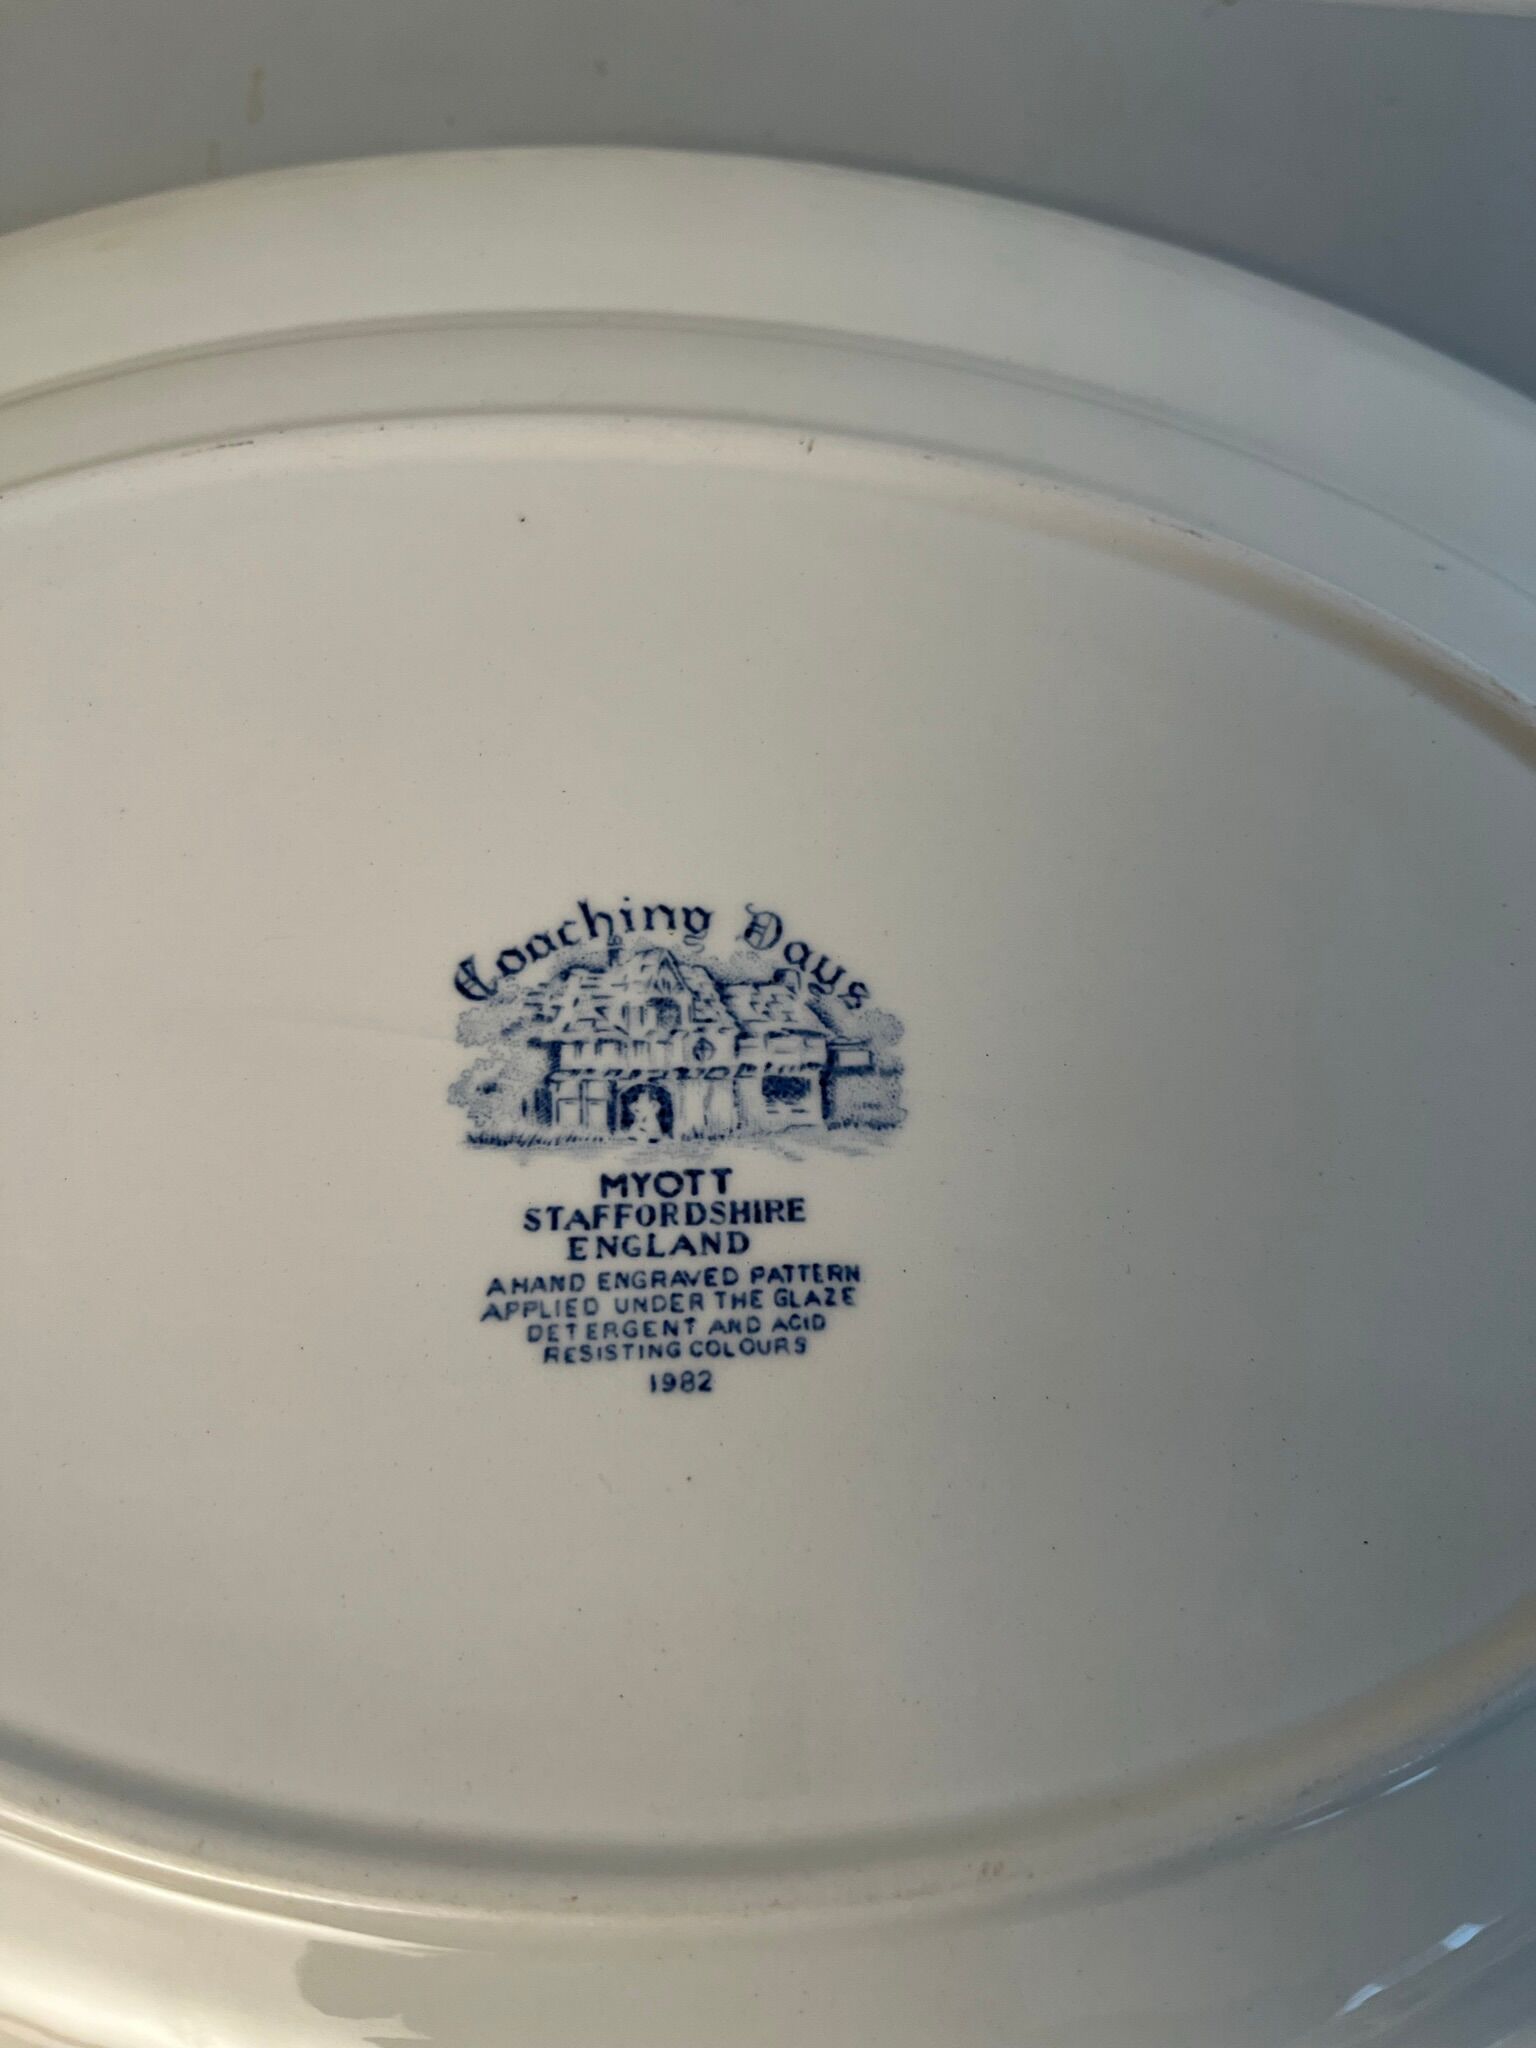 Coaching Days
MYOTT
STAFFORDSHIRE
ENGLAND
A HAND ENGRAVED PATTERN
APPLIED UNDER THE GLAZE
DETERGENT AND ACID
RESISTING COLOURS
1982